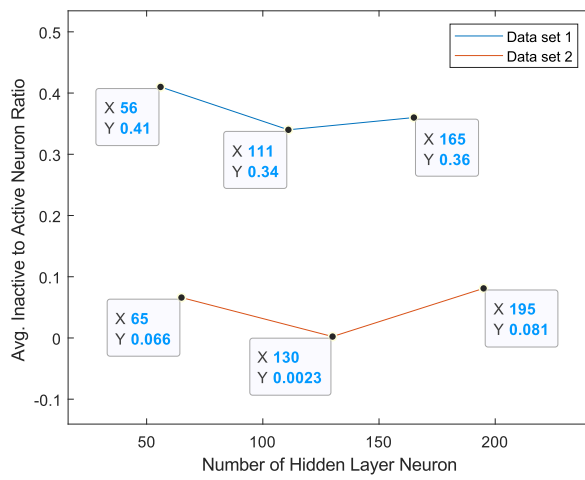 0.5
0.4
0.3
0.2
0.1
0
-0.1
Avg. Inactive to Active Neuron Ratio
Data set 1
Data set 2
X 56
Y 0.41
X 111
Y 0.34
X 165
Y 0.36
X 65
Y 0.066
X 130
Y 0.0023
X 195
Y 0.081
50 100 150 200
Number of Hidden Layer Neuron